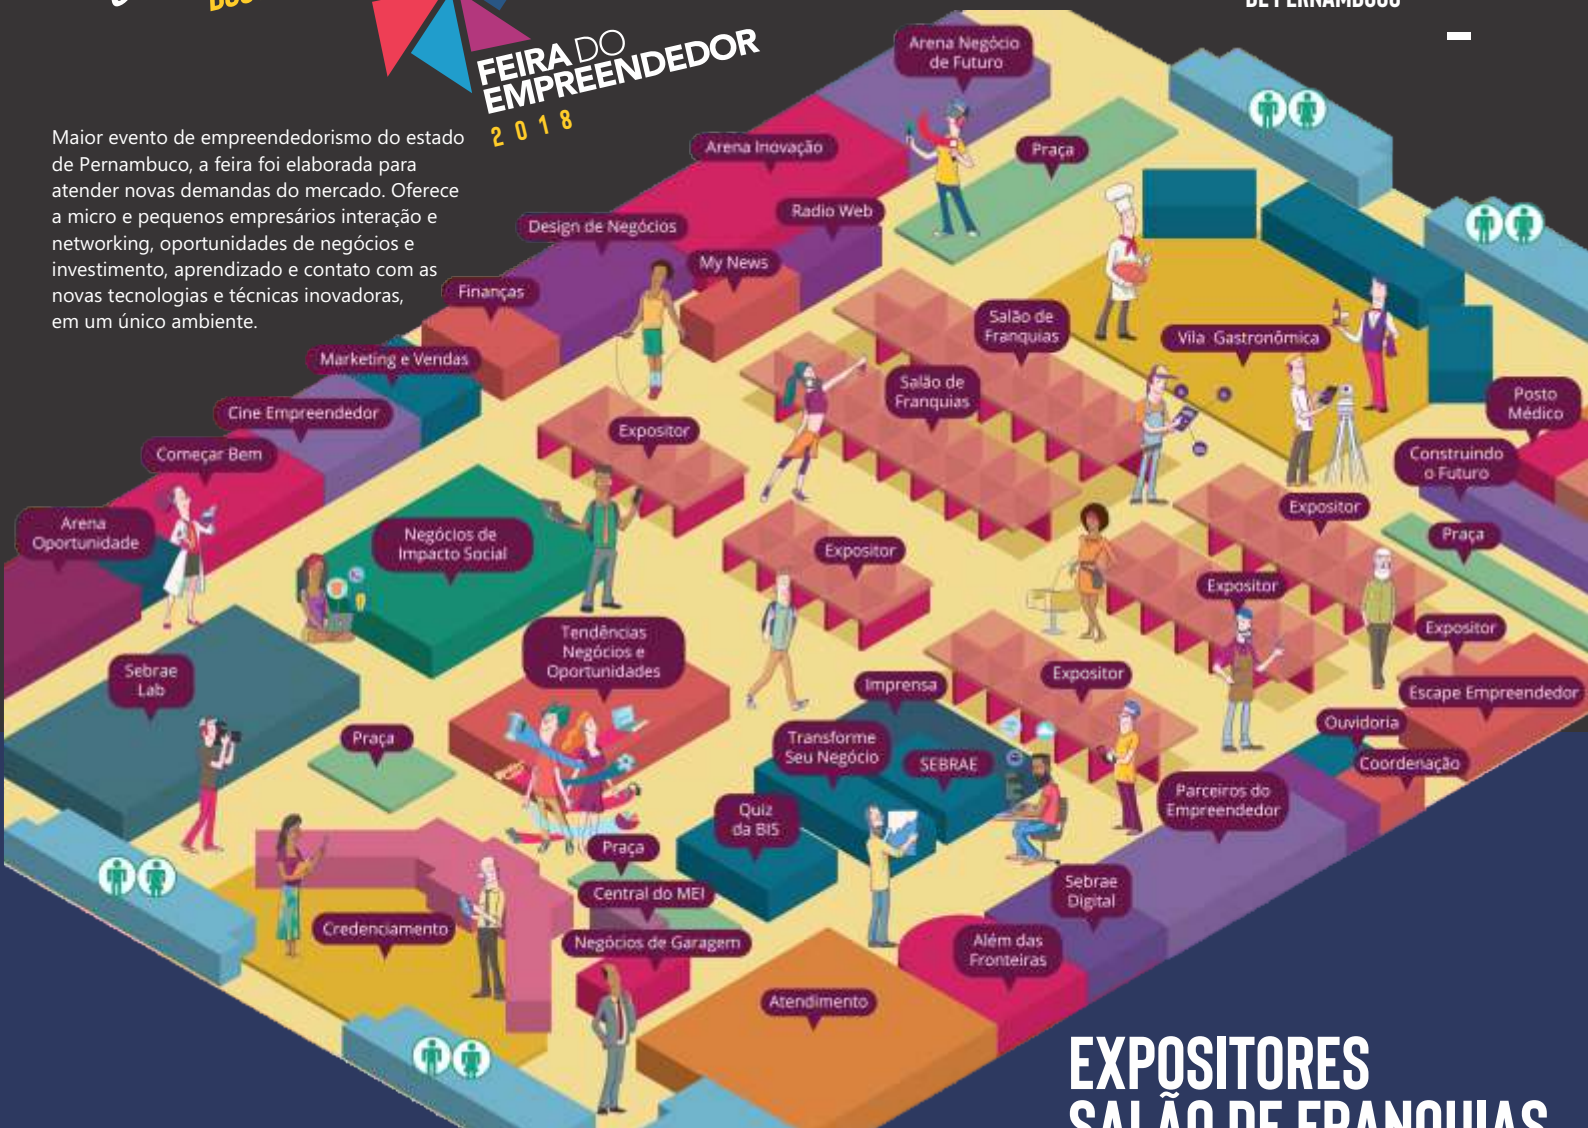 DE PERNAMBUCO
FEIRA DO
EMPREENDEDOR
2018
Maior evento de empreendedorismo do estado
de Pernambuco, a feira foi elaborada para
atender novas demandas do mercado. Oferece
a micro e pequenos empresários interação e
networking, oportunidades de negócios e
investimento, aprendizado e contato com as
novas tecnologias e técnicas inovadoras,
em um único ambiente.
Arena Negócio
de Futuro
Arena Inovação
Praça
Radio Web
Design de Negócios
My News
Finanças
Salão de
Franquias
Vila Gastronômica
Marketing e Vendas
Salão de
Franquias
Posto
Médico
Cine Empreendedor
Expositor
Começar Bem
Construindo
o Futuro
Expositor
Arena
Oportunidade
Negócios de
Impacto Social
Expositor
Praça
Expositor
Expositor
Tendências
Negócios e
Oportunidades
Sebrae
Lab
Expositor
Imprensa
Escape Empreendedor
Ouvidoria
Praça
Transforme
Seu Negócio
SEBRAE
Coordenação
Parceiros do
Empreendedor
Quiz
da BIS
Praça
Central do MEI
Sebrae
Digital
Credenciamento
Negócios de Garagem
Além das
Fronteiras
Atendimento
EXPOSITORES
SALÃO DE FRANQUIAS